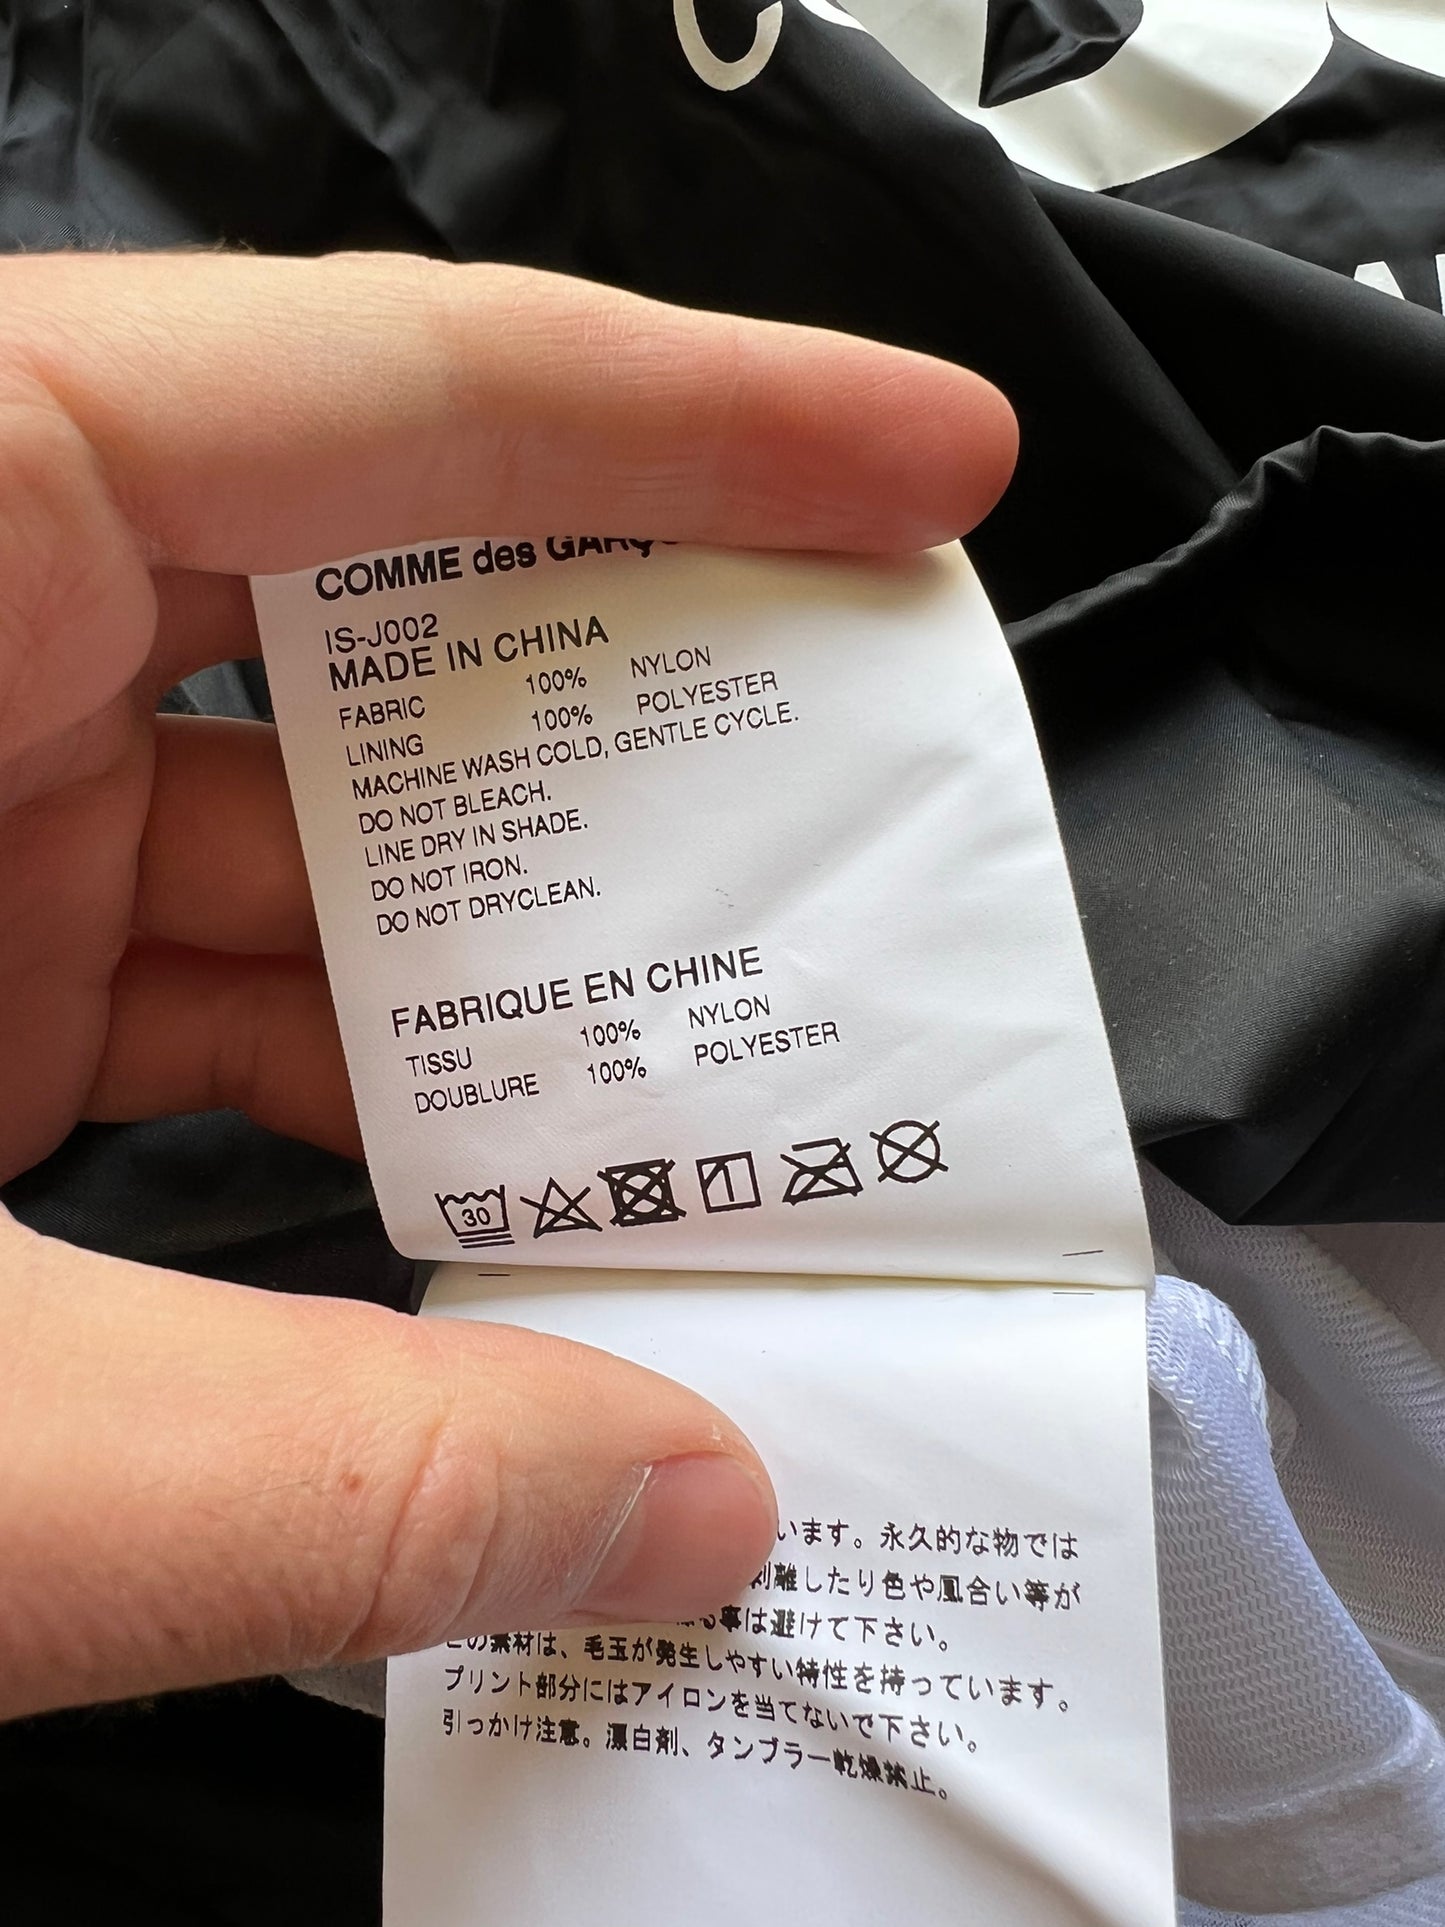 C
COMME des GARÇ
IS-J002
MADE IN CHINA
FABRIC 100% NYLON
LINING 100% POLYESTER
MACHINE WASH COLD, GENTLE CYCLE.
DO NOT BLEACH.
LINE DRY IN SHADE.
DO NOT IRON.
DO NOT DRYCLEAN.
FABRIQUE EN CHINE
TISSU 100% NYLON
DOUBLURE 100% POLYESTER
30
います。永久的な物では
剥離したり色や風合い等が
る事は避けて下さい。
この素材は、毛玉が発生しやすい特性を持っています。
プリント部分にはアイロンを当てないで下さい。
引っかけ注意。漂白剤、タンブラー乾燥禁止。